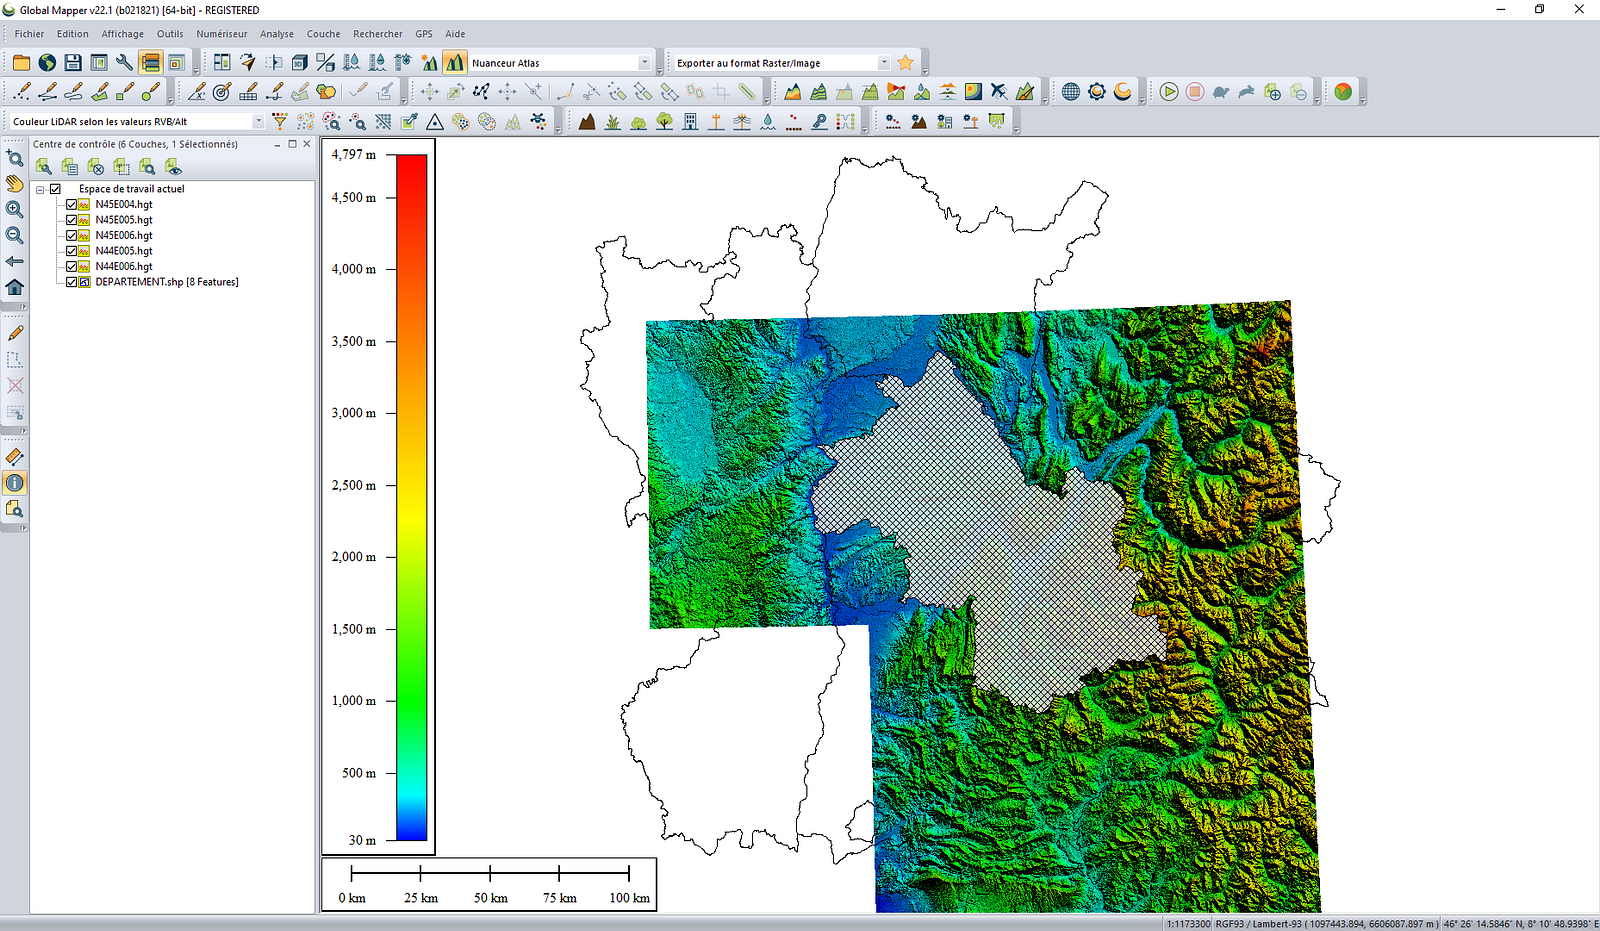 Global Mapper v22.1 (b021821) [64-bit] - REGISTERED
Fichier Edition Affichage Outils Numériseur Analyse Couche Rechercher GPS Aide
Nuanceur Atlas Exporter au format Raster/Image
Couleur LiDAR selon les valeurs RVB/Alt
Centre de contrôle (6 Couches, 1 Sélectionnés)
Espace de travail actuel
N45E004.hgt
N45E005.hgt
N45E006.hgt
N44E005.hgt
N44E006.hgt
DEPARTEMENT.shp [8 Features]
4,797 m
4,500 m
4,000 m
3,500 m
3,000 m
2,500 m
2,000 m
1,500 m
1,000 m
500 m
30 m
0 km 25 km 50 km 75 km 100 km
1:1173300 RGF93 / Lambert-93 ( 1097443.894, 6606087.897 m ) 46° 26' 14.5846" N, 8° 10' 48.9398" E